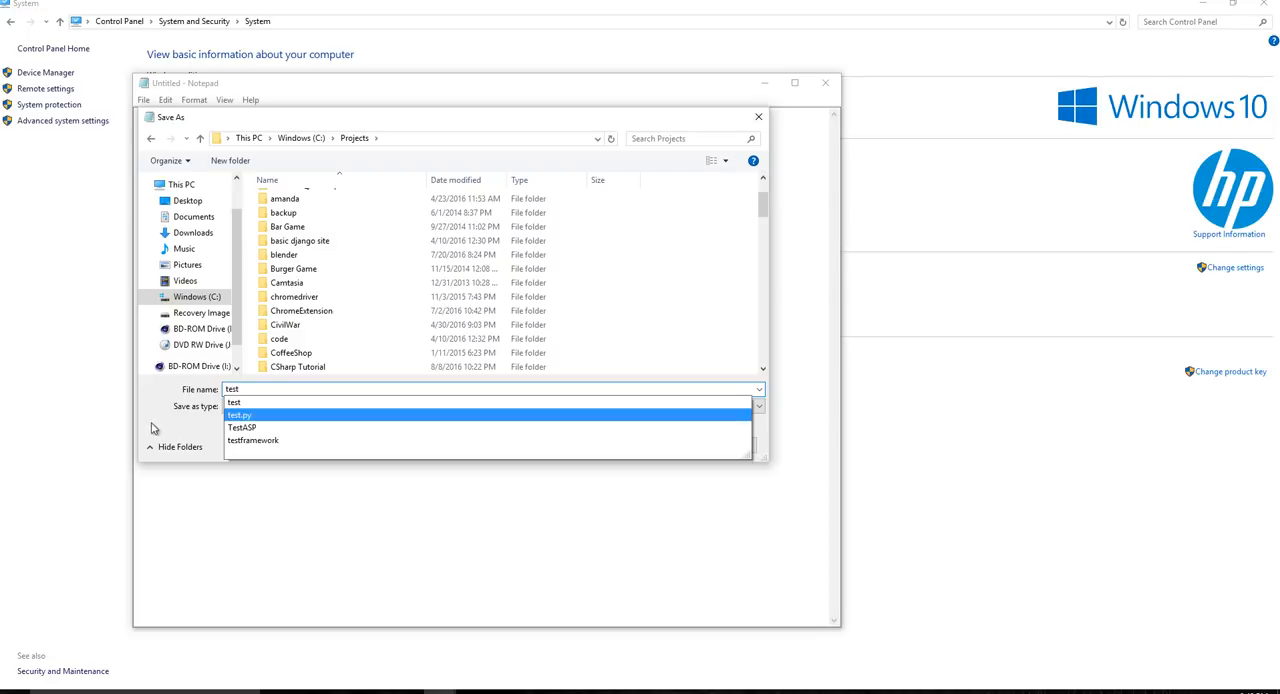 System
Control Panel System and Security System
Search Control Panel
Control Panel Home
View basic information about your computer
Device Manager
Remote settings
System protection
Advanced system settings
Untitled - Notepad
File Edit Format View Help
Windows 10
Save As
This PC Windows (C:) Projects
Search Projects
Organize New folder
Name Date modified Type Size
This PC
Desktop
Documents
Downloads
Music
Pictures
Videos
Windows (C:)
Recovery Image
BD-ROM Drive (
DVD RW Drive (
BD-ROM Drive (I:)
amanda 4/23/2016 11:53 AM File folder
backup 6/1/2014 8:37 PM File folder
Bar Game 9/27/2014 11:02 PM File folder
basic django site 4/10/2016 12:30 PM File folder
blender 7/20/2016 8:24 PM File folder
Burger Game 11/15/2014 12:08 ... File folder
Camtasia 12/31/2013 10:28 ... File folder
chromedriver 11/3/2015 7:43 PM File folder
ChromeExtension 7/2/2016 10:42 PM File folder
CivilWar 4/30/2016 9:03 PM File folder
code 4/10/2016 12:32 PM File folder
CoffeeShop 1/11/2015 6:23 PM File folder
CSharp Tutorial 8/8/2016 10:22 PM File folder
File name: test
Save as type:
test
test.py
TestASP
testframework
Hide Folders
hp
Support Information
Change settings
Change product key
See also
Security and Maintenance